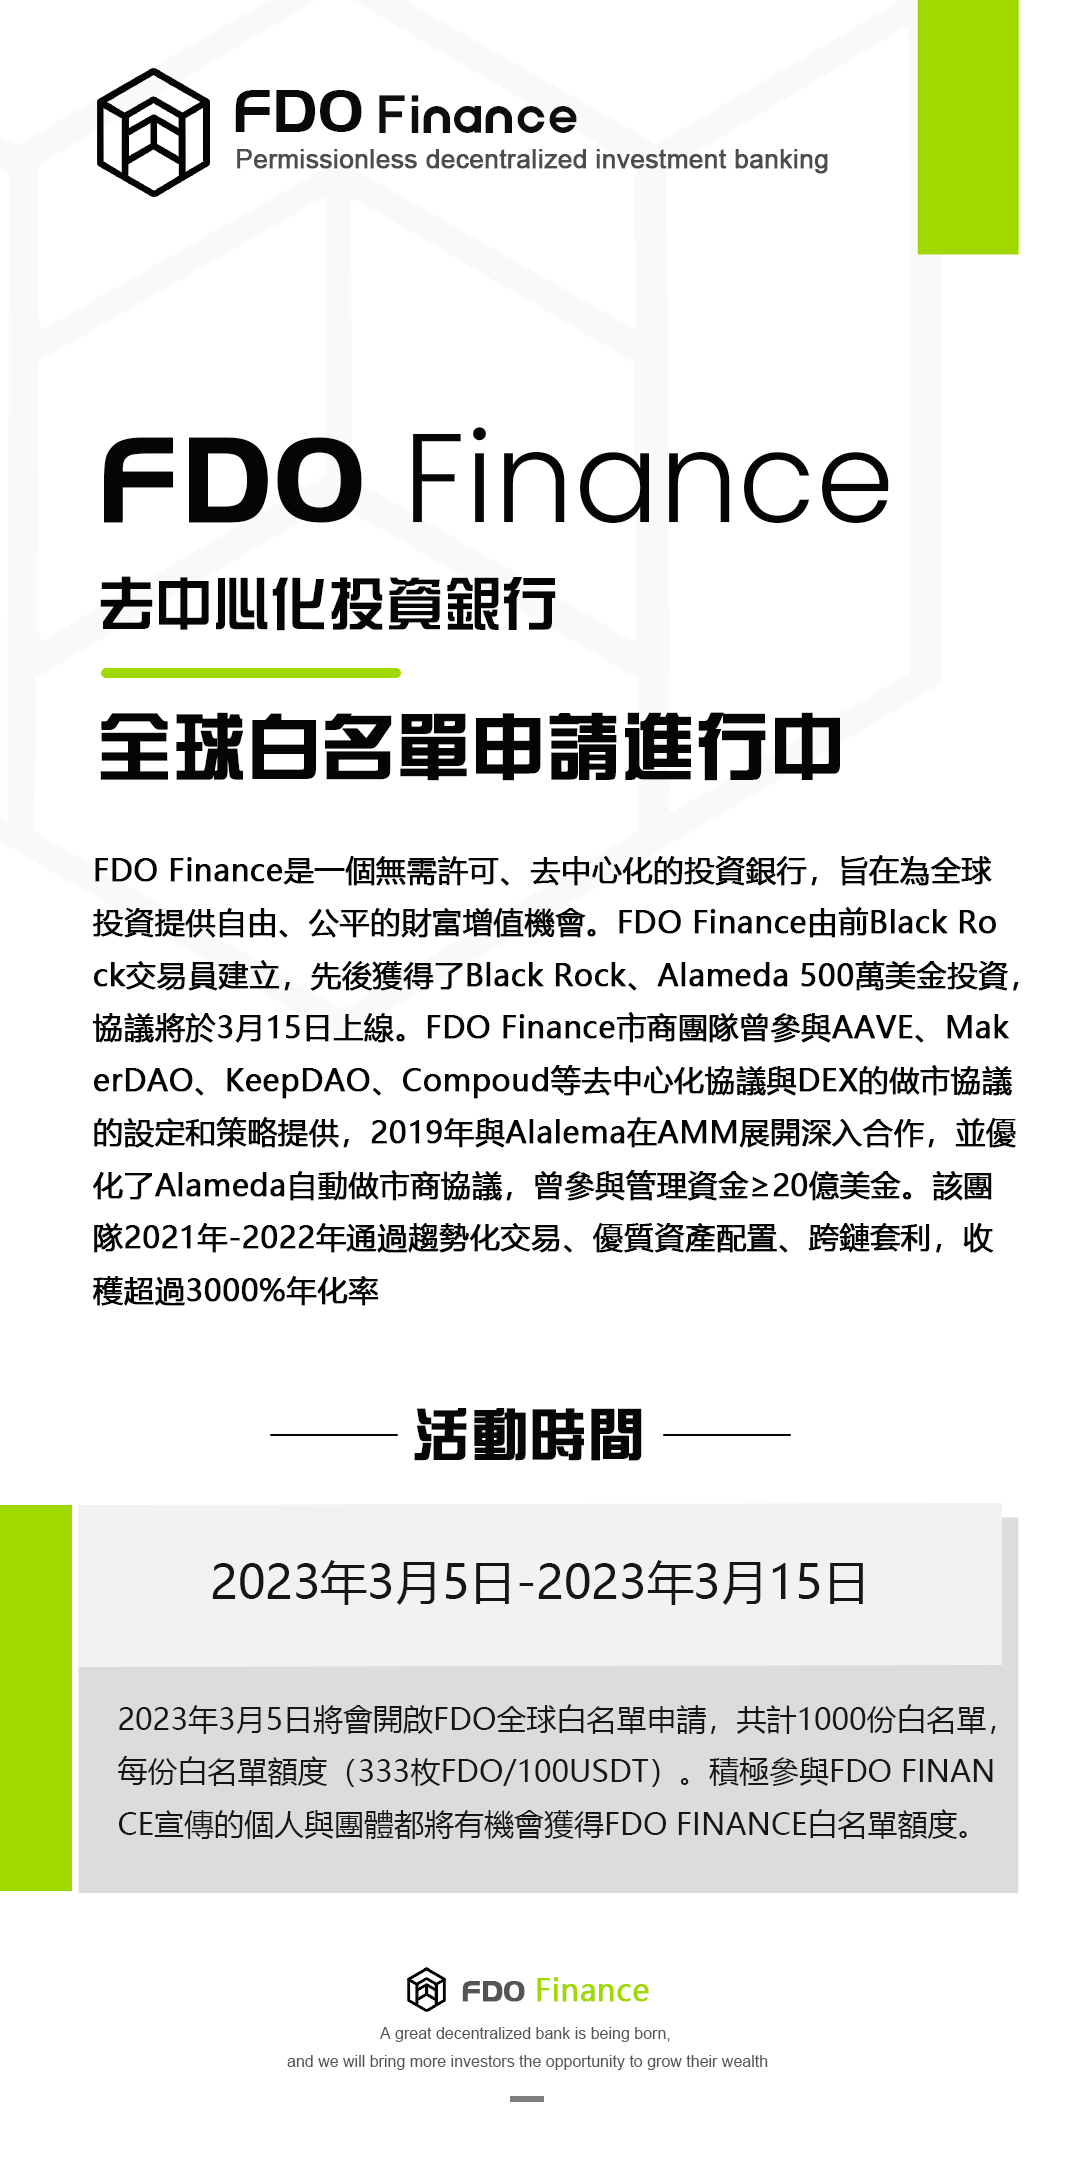 FDO Finance
Permissionless decentralized investment banking
FDO Finance
去中心化投資銀行
全球白名單申請進行中
FDO Finance是一個無需許可、去中心化的投資銀行，旨在為全球
投資提供自由、公平的財富增值機會。FDO Finance由前Black Ro
ck交易員建立，先後獲得了Black Rock、Alameda 500萬美金投資，
協議將於3月15日上線。FDO Finance市商團隊曾參與AAVE、Mak
erDAO、KeepDAO、Compoud等去中心化協議與DEX的做市協議
的設定和策略提供，2019年與Alalema在AMM展開深入合作，並優
化了Alameda自動做市商協議，曾參與管理資金≥20億美金。該團
隊2021年-2022年通過趨勢化交易、優質資產配置、跨鏈套利，收
穫超過3000%年化率
活動時間
2023年3月5日-2023年3月15日
2023年3月5日將會開啟FDO全球白名單申請，共計1000份白名單，
每份白名單額度（333枚FDO/100USDT）。積極參與FDO FINAN
CE宣傳的個人與團體都將有機會獲得FDO FINANCE白名單額度。
FDO Finance
A great decentralized bank is being born,
and we will bring more investors the opportunity to grow their wealth